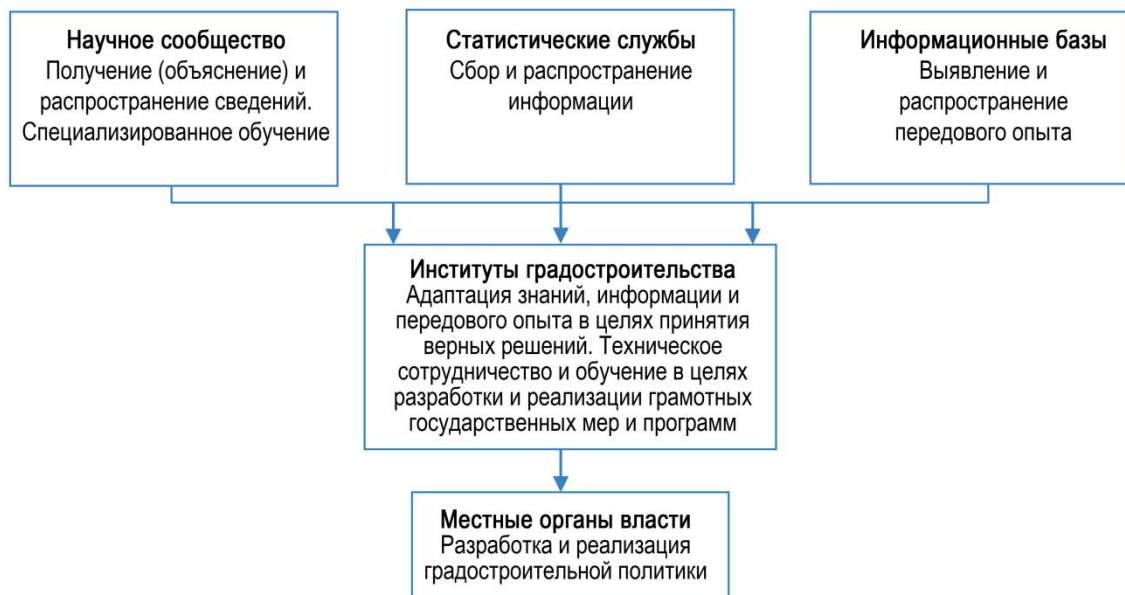 Научное сообщество
Получение (объяснение) и
распространение сведений.
Специализированное обучение
Статистические службы
Сбор и распространение
информации
Информационные базы
Выявление и
распространение
передового опыта
Институты градостроительства
Адаптация знаний, информации и
передового опыта в целях принятия
верных решений. Техническое
сотрудничество и обучение в целях
разработки и реализации грамотных
государственных мер и программ
Местные органы власти
Разработка и реализация
градостроительной политики